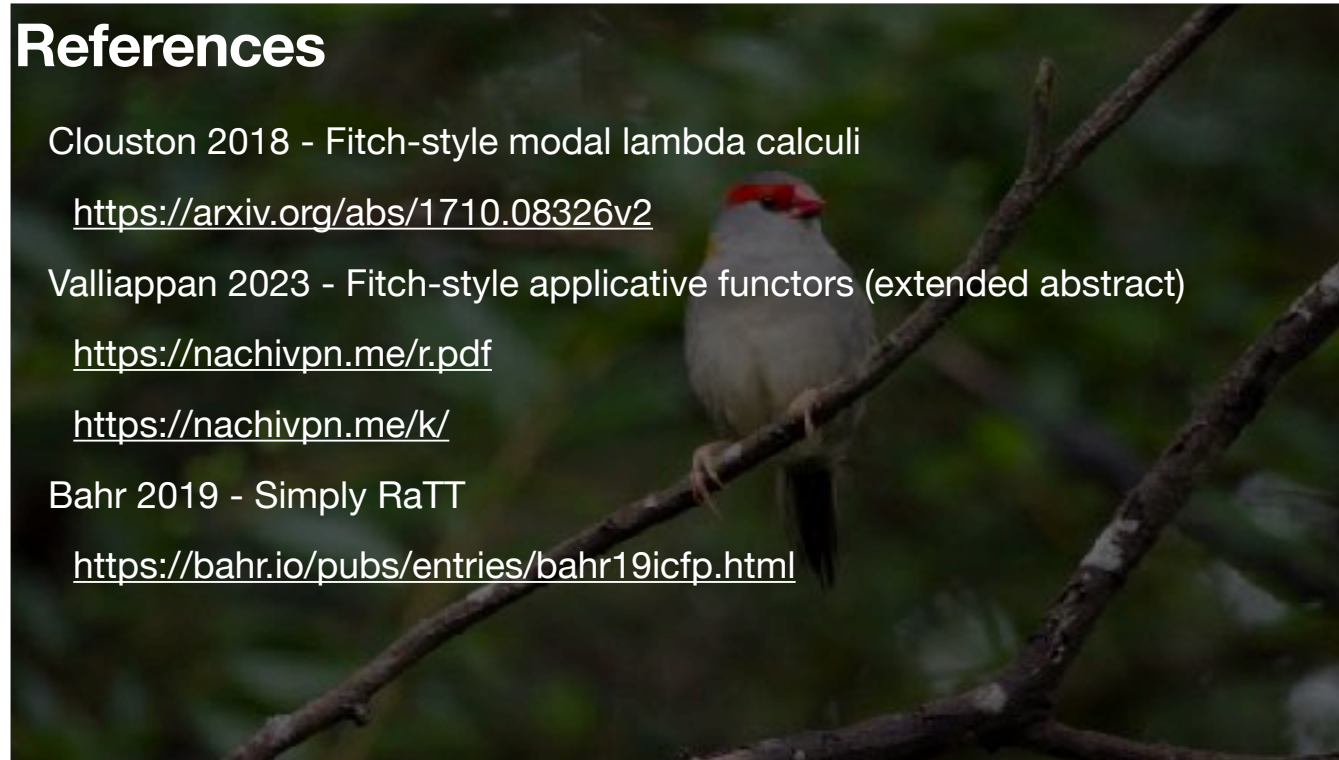 References
Clouston 2018 - Fitch-style modal lambda calculi
https://arxiv.org/abs/1710.08326v2
Valliappan 2023 - Fitch-style applicative functors (extended abstract)
https://nachivpn.me/r.pdf
https://nachivpn.me/k/
Bahr 2019 - Simply RaTT
https://bahr.io/pubs/entries/bahr19icfp.html